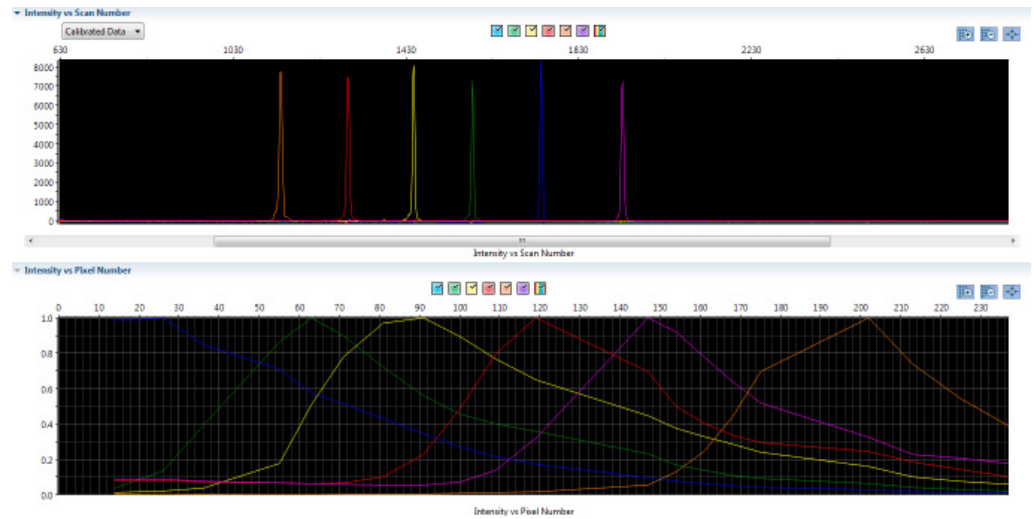 Intensity vs Scan Number
Calibrated Data
630 1030 1430 1830 2230 2630
8000
7000
6000
5000
4000
3000
2000
1000
0
Intensity vs Scan Number
Intensity vs Pixel Number
0 10 20 30 40 50 60 70 80 90 100 110 120 130 140 150 160 170 180 190 200 210 220 230
1.0
0.8
0.6
0.4
0.2
0.0
Intensity vs Pixel Number